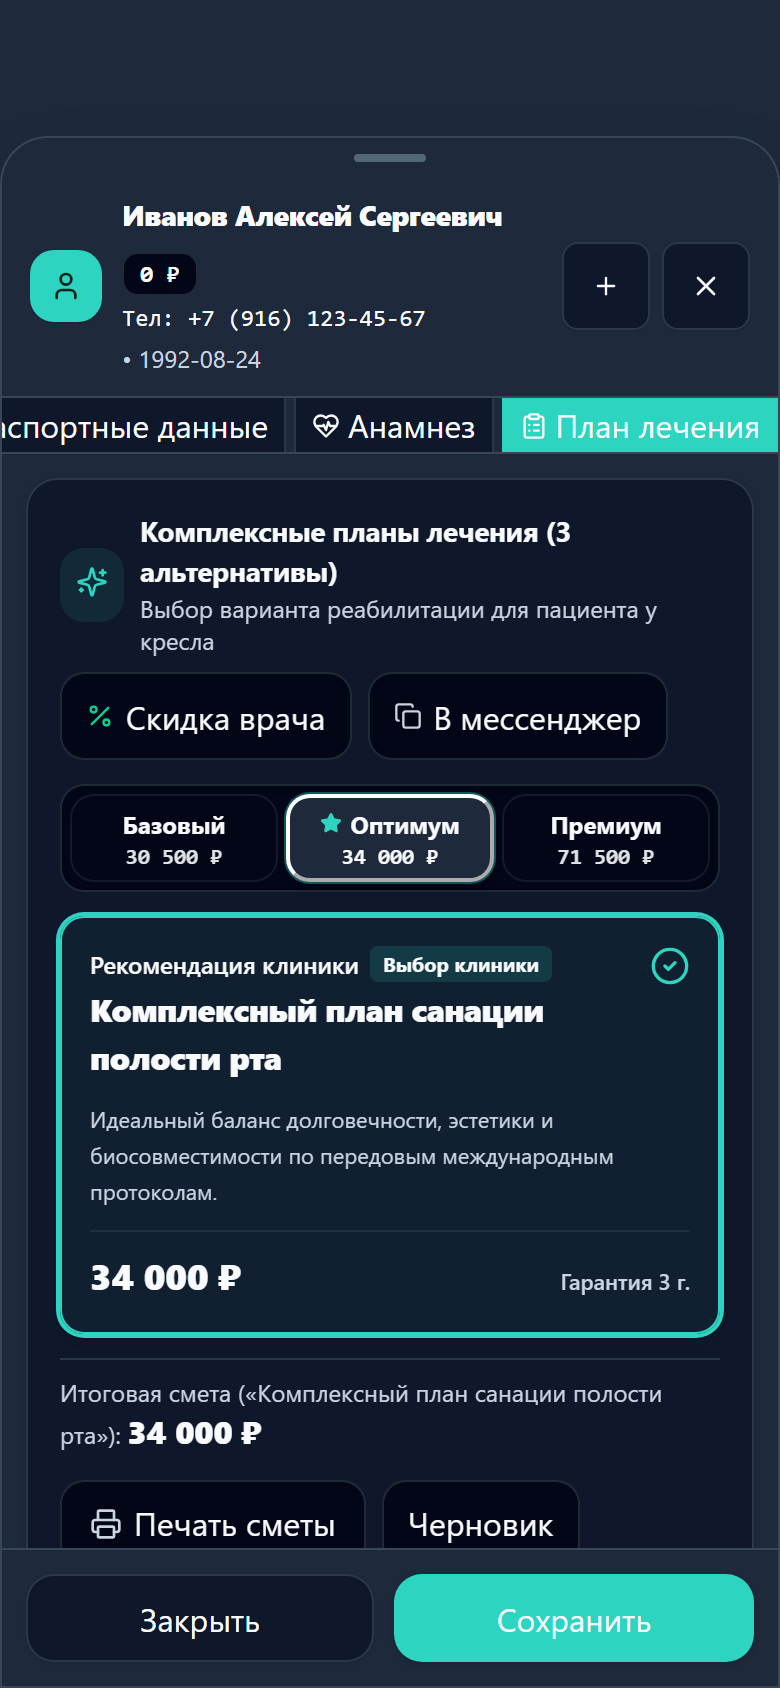 Иванов Алексей Сергеевич
0 ₽
Тел: +7 (916) 123-45-67
• 1992-08-24
аспортные данные
Анамнез
План лечения
Комплексные планы лечения (3
альтернативы)
Выбор варианта реабилитации для пациента у
кресла
Скидка врача
В мессенджер
Базовый
30 500 ₽
Оптимум
34 000 ₽
Премиум
71 500 ₽
Рекомендация клиники
Выбор клиники
Комплексный план санации
полости рта
Идеальный баланс долговечности, эстетики и
биосовместимости по передовым международным
протоколам.
34 000 ₽
Гарантия 3 г.
Итоговая смета («Комплексный план санации полости
рта»): 34 000 ₽
Печать сметы
Черновик
Закрыть
Сохранить